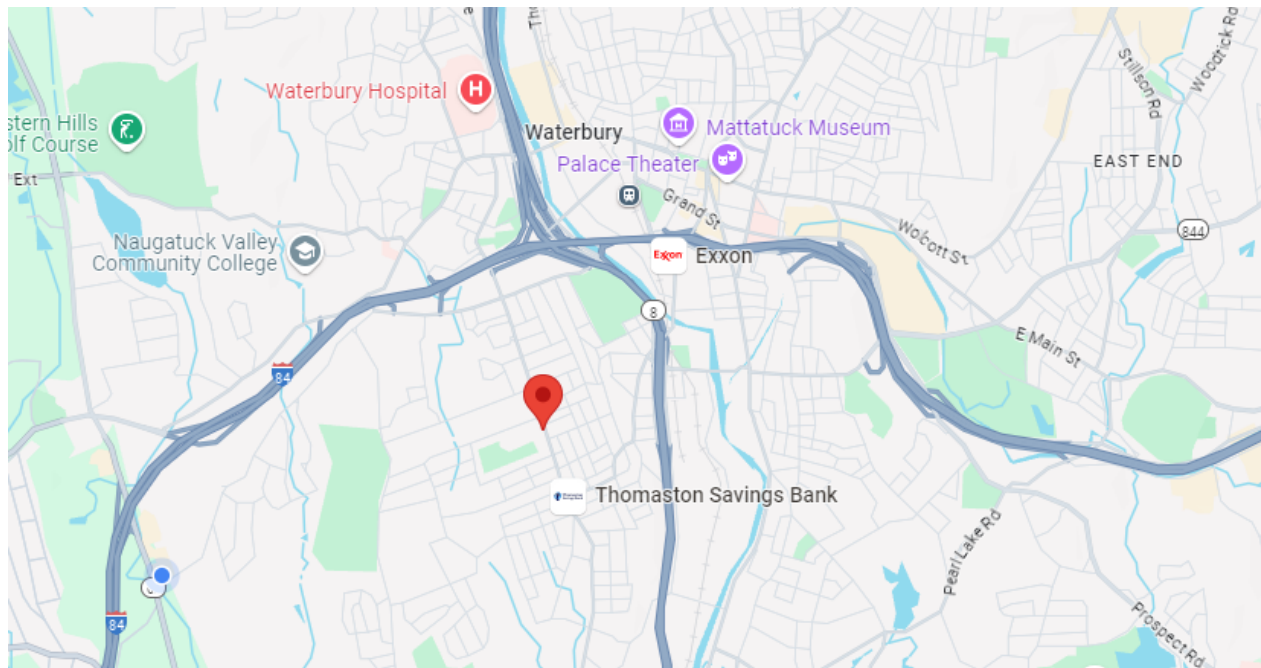 Waterbury Hospital
H
Waterbury
Mattatuck Museum
Palace Theater
stern Hills
olf Course
Ext
EAST END
Stillson Rd
Woodtick Rd
Grand St
Wolcott St
844
Naugatuck Valley
Community College
Exxon
Exxon
8
E Main St
84
Thomaston Savings Bank
Pearl Lake Rd
Prospect Rd
84